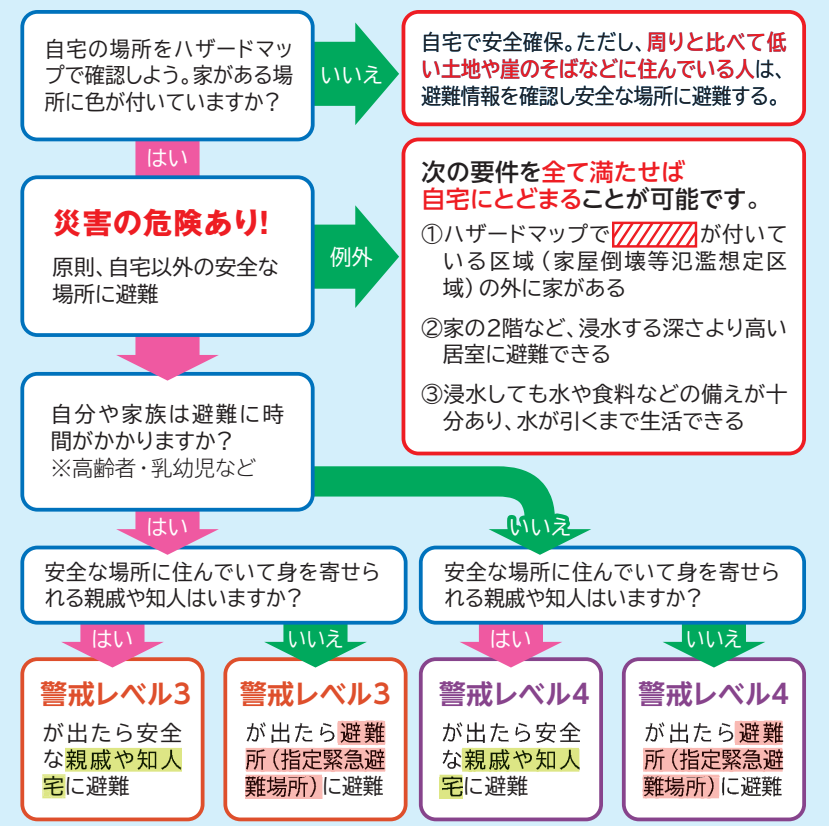 自宅の場所をハザードマッ
プで確認しよう。家がある場
所に色が付いていますか?
いいえ
自宅で安全確保。ただし、周りと比べて低
い土地や崖のそばなどに住んでいる人は、
避難情報を確認し安全な場所に避難する。
はい
災害の危険あり!
原則、自宅以外の安全な
場所に避難
例外
次の要件を全て満たせば
自宅にとどまることが可能です。
①ハザードマップで が付いて
いる区域(家屋倒壊等氾濫想定区
域)の外に家がある
②家の2階など、浸水する深さより高い
居室に避難できる
③浸水しても水や食料などの備えが十
分あり、水が引くまで生活できる
自分や家族は避難に時
間がかかりますか?
※高齢者・乳幼児など
はい
いいえ
安全な場所に住んでいて身を寄せら
れる親戚や知人はいますか?
安全な場所に住んでいて身を寄せら
れる親戚や知人はいますか?
はい
いいえ
はい
いいえ
警戒レベル3
が出たら安全
な親戚や知人
宅に避難
警戒レベル3
が出たら避難
所(指定緊急避
難場所)に避難
警戒レベル4
が出たら安全
な親戚や知人
宅に避難
警戒レベル4
が出たら避難
所(指定緊急避
難場所)に避難